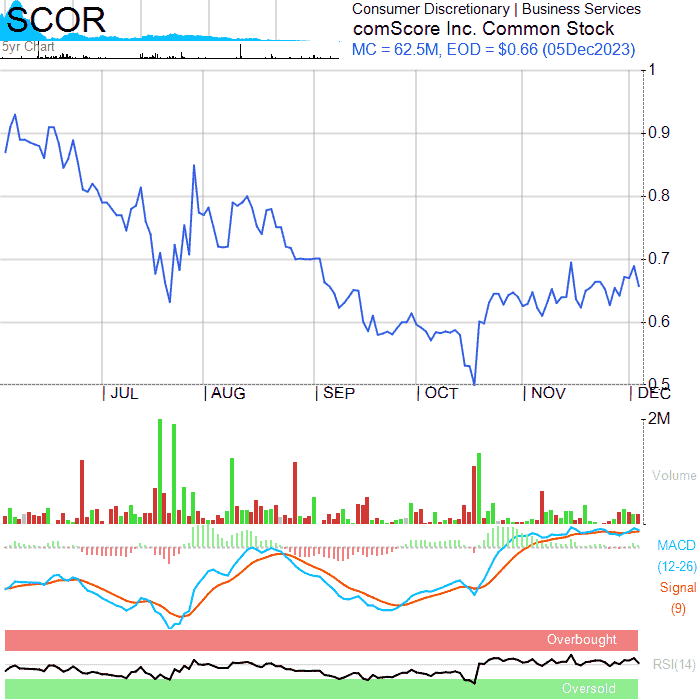 SCOR
5yr Chart
Consumer Discretionary | Business Services
comScore Inc. Common Stock
MC = 62.5M, EOD = $0.66 (05Dec2023)
1
0.9
0.8
0.7
0.6
0.5
JUL
AUG
SEP
OCT
NOV
DEC
2M
Volume
MACD
(12-26)
Signal
(9)
Overbought
RSI(14)
Oversold